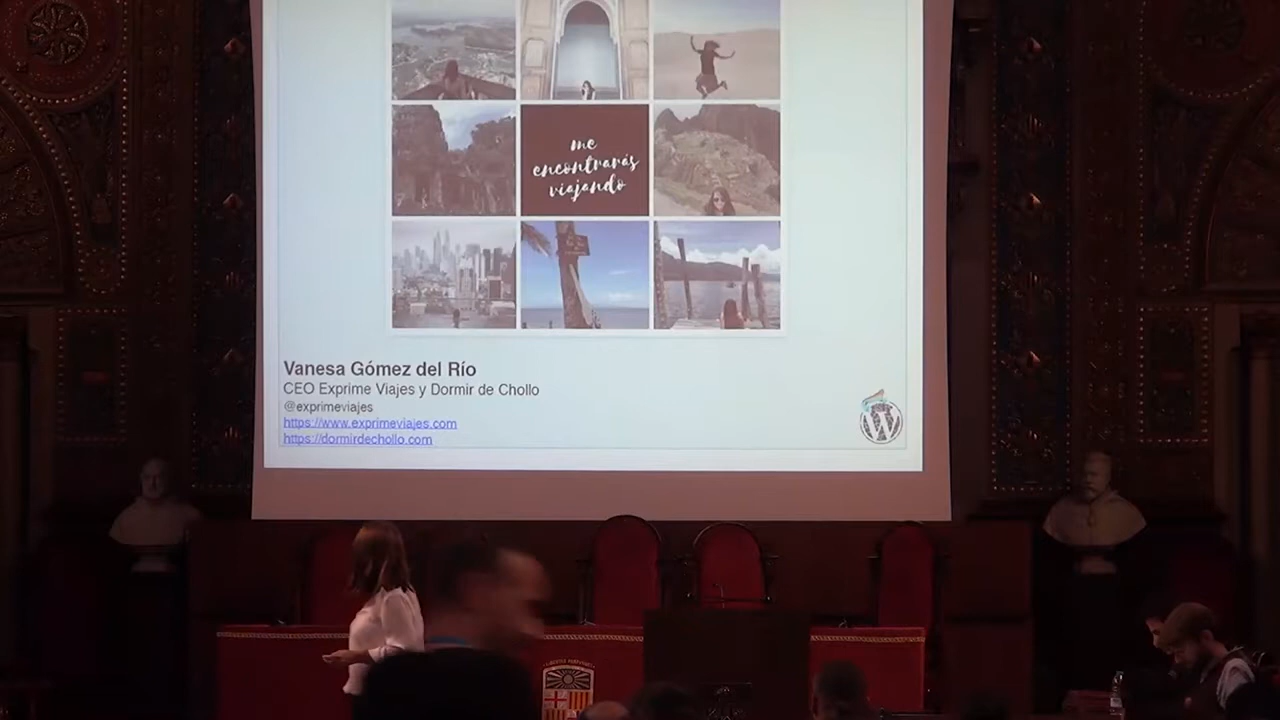 me
encontrarás
viajando
Vanesa Gómez del Río
CEO Exprime Viajes y Dormir de Chollo
@exprimeviajes
https://www.exprimeviajes.com
https://dormirdechollo.com
W